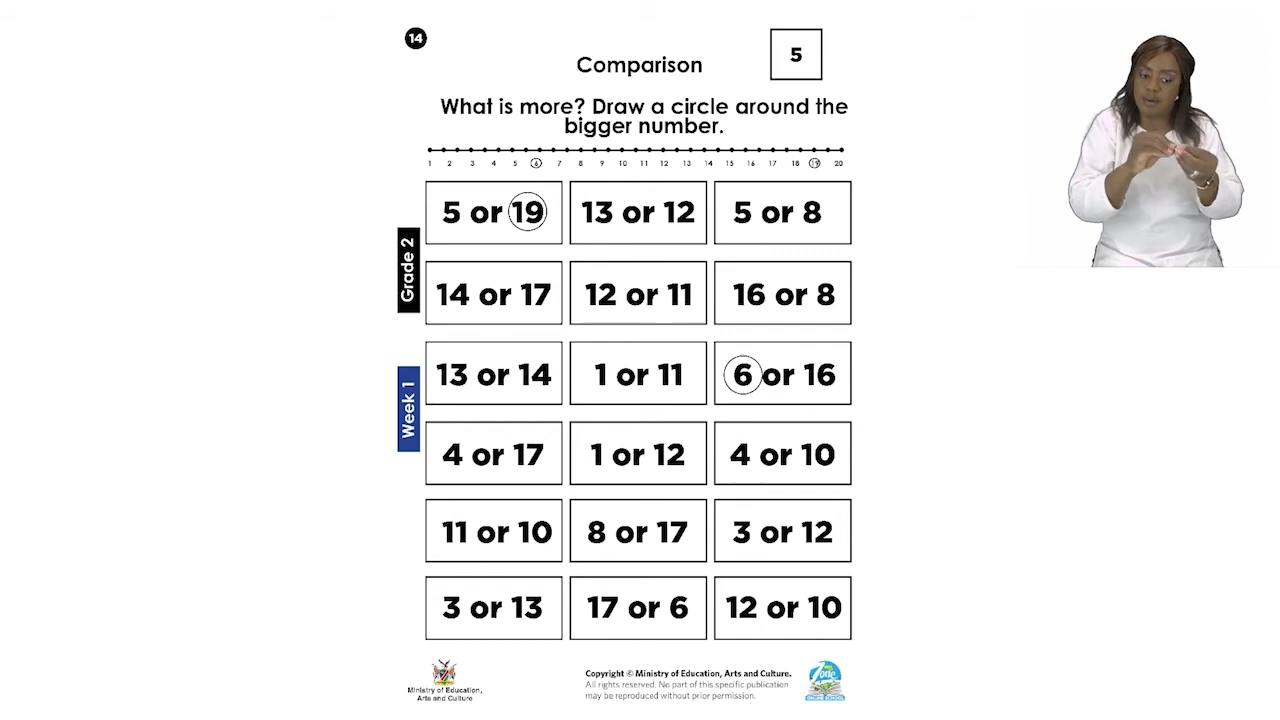 14
5
Comparison
What is more? Draw a circle around the
bigger number.
1 2 3 4 5 6 7 8 9 10 11 12 13 14 15 16 17 18 19 20
5 or 19 13 or 12 5 or 8
Grade 2
14 or 17 12 or 11 16 or 8
13 or 14 1 or 11 6 or 16
Week 1
4 or 17 1 or 12 4 or 10
11 or 10 8 or 17 3 or 12
3 or 13 17 or 6 12 or 10
Ministry of Education,
Arts and Culture
Copyright © Ministry of Education, Arts and Culture.
All rights reserved. No part of this specific publication
may be reproduced without prior permission.
ONLINE SCHOOL